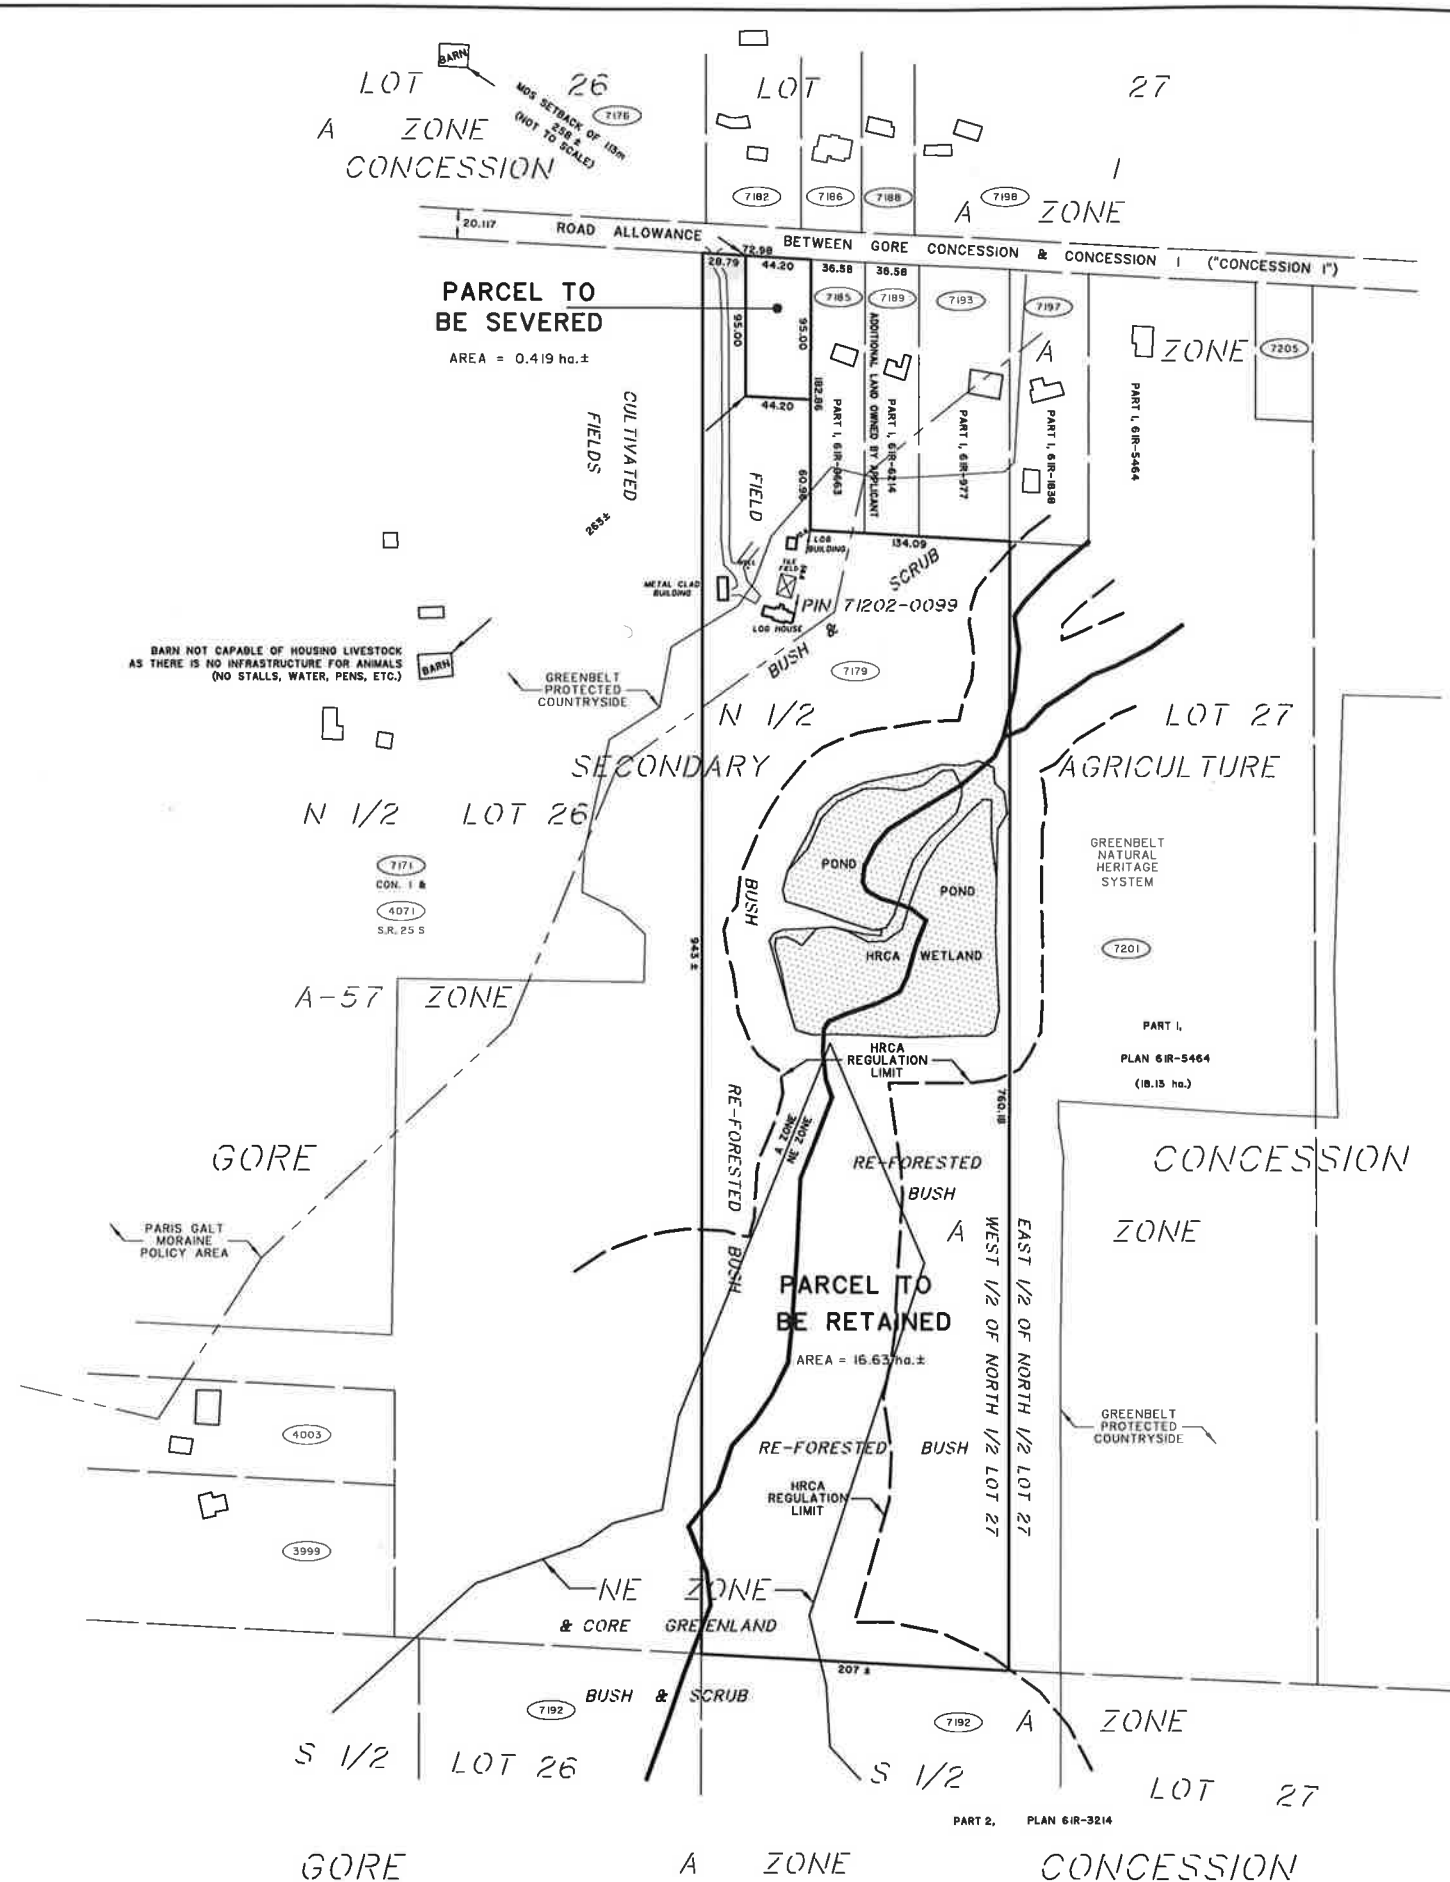 BARN
LOT 26
LOT 27
MDS SETBACK OF 113m
258 ±
(NOT TO SCALE)
7176
A ZONE
CONCESSION
1
7182
7186
7188
7198
A ZONE
20.117
ROAD ALLOWANCE BETWEEN GORE CONCESSION & CONCESSION 1 ("CONCESSION 1")
72.98
28.79
44.20
36.58
36.58
PARCEL TO
BE SEVERED
AREA = 0.419 ha.±
95.00
95.00
182.86
44.20
60.96
7185
7189
7193
7197
A ZONE
7205
PART 1, 61R-
ADDITIONAL LAND OWNED BY APPLICANT
PART 1, 61R-6214
PART 1, 61R-977
PART 1, 61R-1838
PART 1, 61R-5464
CULTIVATED
FIELDS
263±
FIELD
LOG
BUILDING
134.09
SCRUB
WELL
TILE
FIELD
METAL CLAD
BUILDING
LOG HOUSE
PIN 71202-0099
&
BUSH
BARN NOT CAPABLE OF HOUSING LIVESTOCK
AS THERE IS NO INFRASTRUCTURE FOR ANIMALS
(NO STALLS, WATER, PENS, ETC.)
BARN
GREENBELT
PROTECTED
COUNTRYSIDE
7179
N 1/2
LOT 27
SECONDARY
AGRICULTURE
N 1/2 LOT 26
7171
CON. 1 &
4071
S.R. 25 S
POND
POND
BUSH
HRCA WETLAND
GREENBELT
NATURAL
HERITAGE
SYSTEM
7201
943 ±
A-57 ZONE
PART 1,
PLAN 61R-5464
(18.13 ha.)
HRCA
REGULATION
LIMIT
760.18
A ZONE
NE ZONE
RE-FORESTED BUSH
RE-FORESTED
BUSH
GORE
CONCESSION
A ZONE
PARIS GALT
MORAINE
POLICY AREA
WEST 1/2 OF NORTH 1/2 LOT 27
EAST 1/2 OF NORTH 1/2 LOT 27
PARCEL TO
BE RETAINED
AREA = 16.63 ha.±
4003
GREENBELT
PROTECTED
COUNTRYSIDE
RE-FORESTED BUSH
HRCA
REGULATION
LIMIT
3999
NE ZONE
& CORE GREENLAND
207 ±
BUSH & SCRUB
7192
7192
A ZONE
S 1/2 LOT 26
S 1/2 LOT 27
PART 2, PLAN 61R-3214
GORE A ZONE CONCESSION